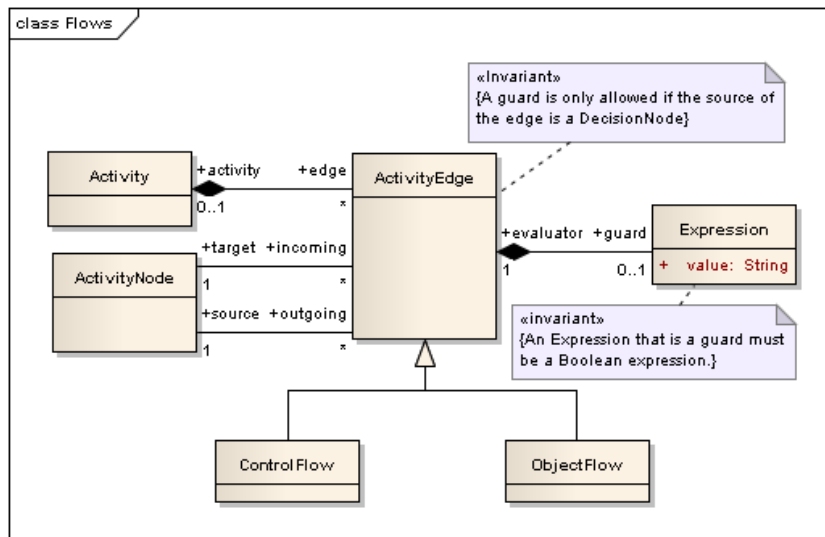 class Flows
«Invariant»
{A guard is only allowed if the source of
the edge is a DecisionNode}
Activity
+activity
+edge
0..1
*
ActivityEdge
+evaluator
+guard
1
0..1
Expression
+ value: String
ActivityNode
+target
+incoming
1
*
+source
+outgoing
1
*
«invariant»
{An Expression that is a guard must
be a Boolean expression.}
ControlFlow
ObjectFlow